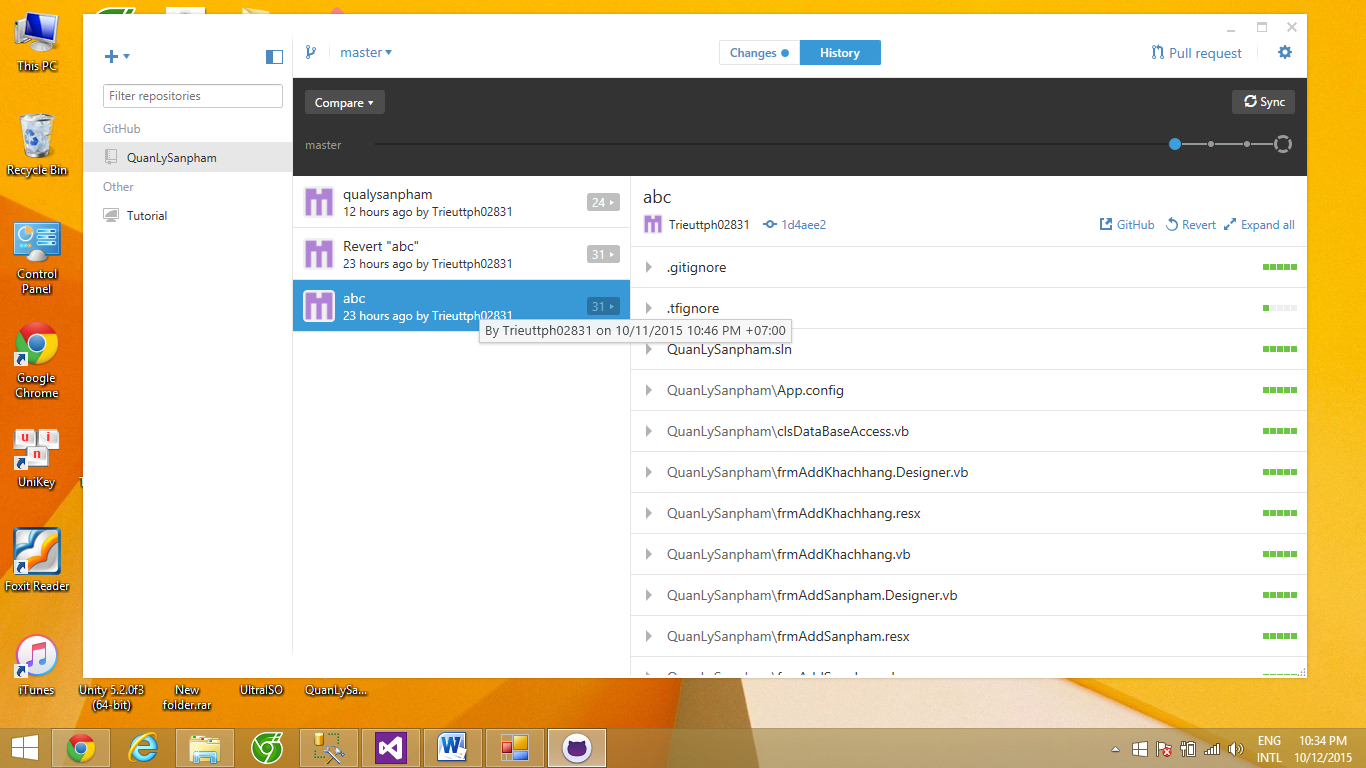 This PC
Recycle Bin
Control
Panel
Google
Chrome
UniKey
Foxit Reader
iTunes
Unity 5.2.0f3
(64-bit)
New
folder.rar
UltraISO
QuanLySa...
Filter repositories
GitHub
QuanLySanpham
Other
Tutorial
master
Changes
History
Pull request
Compare
Sync
master
qualysanpham
12 hours ago by Trieuttph02831
24
Revert "abc"
23 hours ago by Trieuttph02831
31
abc
23 hours ago by Trieuttph02831
31
By Trieuttph02831 on 10/11/2015 10:46 PM +07:00
abc
Trieuttph02831
1d4aee2
GitHub
Revert
Expand all
.gitignore
.tfignore
QuanLySanpham.sln
QuanLySanpham\App.config
QuanLySanpham\clsDataBaseAccess.vb
QuanLySanpham\frmAddKhachhang.Designer.vb
QuanLySanpham\frmAddKhachhang.resx
QuanLySanpham\frmAddKhachhang.vb
QuanLySanpham\frmAddSanpham.Designer.vb
QuanLySanpham\frmAddSanpham.resx
ENG
INTL
10:34 PM
10/12/2015